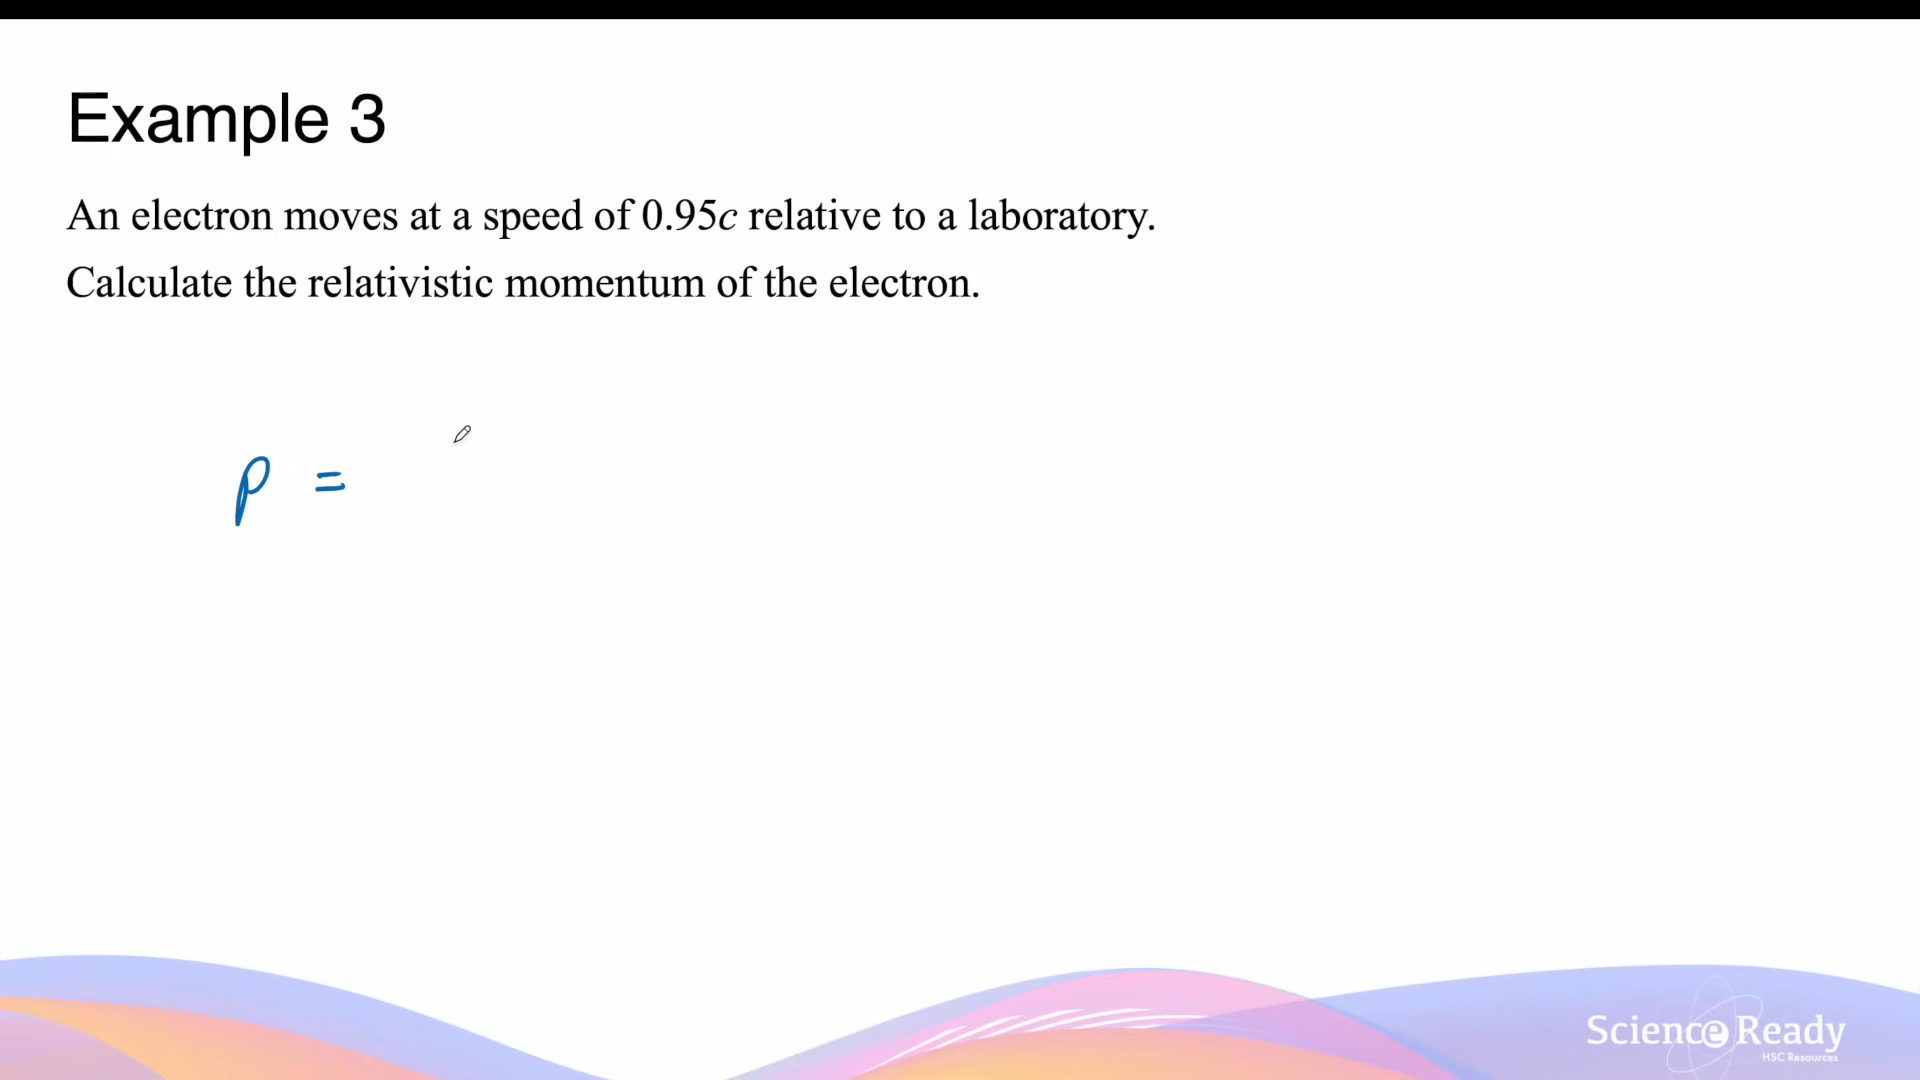 Example 3
An electron moves at a speed of 0.95c relative to a laboratory.
Calculate the relativistic momentum of the electron.
p =
Science Ready
HSC Resources